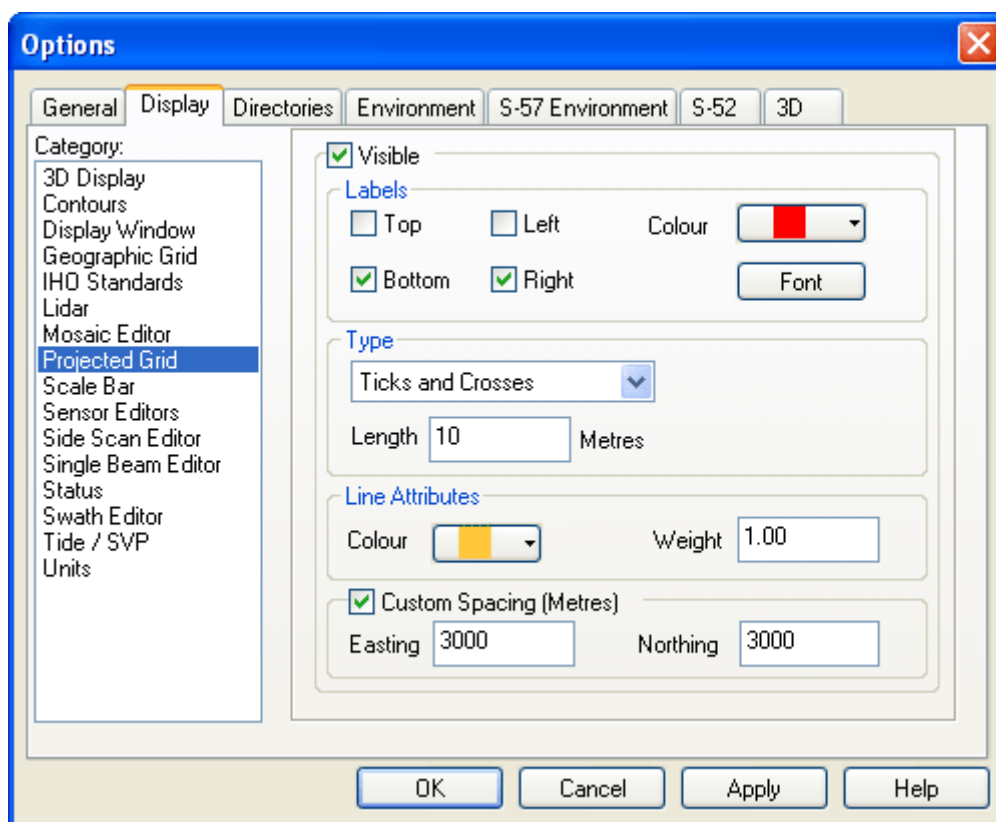 Options
General Display Directories Environment S-57 Environment S-52 3D
Category:
3D Display
Contours
Display Window
Geographic Grid
IHO Standards
Lidar
Mosaic Editor
Projected Grid
Scale Bar
Sensor Editors
Side Scan Editor
Single Beam Editor
Status
Swath Editor
Tide / SVP
Units
Visible
Labels
Top Left Colour
Bottom Right Font
Type
Ticks and Crosses
Length 10 Metres
Line Attributes
Colour Weight 1.00
Custom Spacing (Metres)
Easting 3000 Northing 3000
OK Cancel Apply Help